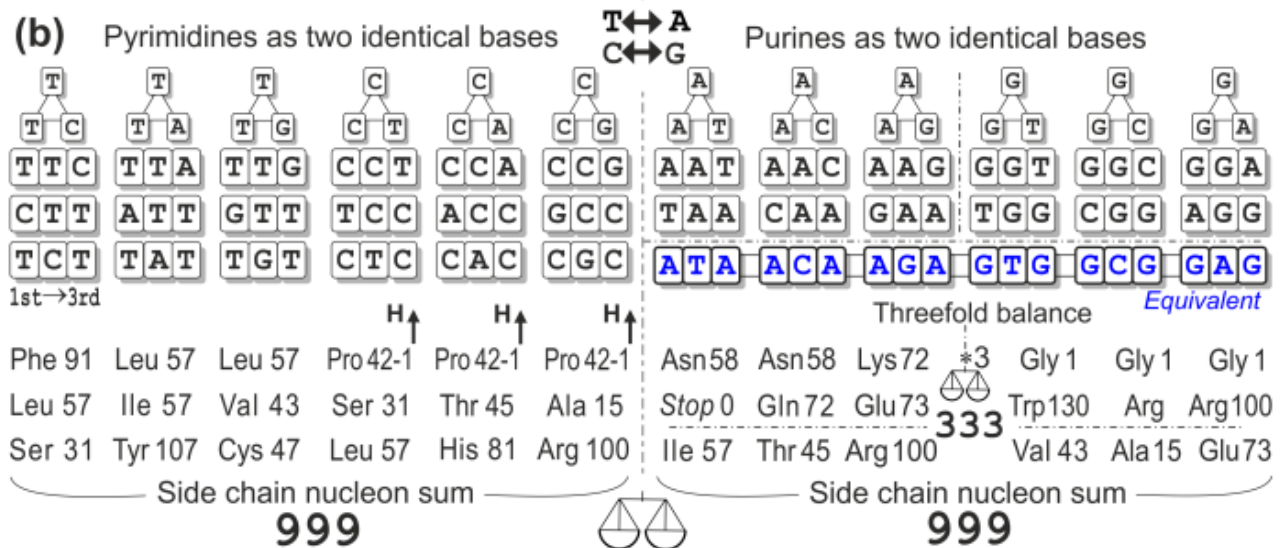 (b) Pyrimidines as two identical bases T↔A Purines as two identical bases
C↔G
T T T C C C A A A G G G
T C T A T G C T C A C G A T A C A G G T G C G A
TTC TTA TTG CCT CCA CCG AAT AAC AAG GGT GGC GGA
CTT ATT GTT TCC ACC GCC TAA CAA GAA TGG CGG AGG
TCT TAT TGT CTC CAC CGC ATA ACA AGA GTG GCG GAG
1st→3rd Equivalent
H H H Threefold balance
Phe 91 Leu 57 Leu 57 Pro 42-1 Pro 42-1 Pro 42-1 Asn 58 Asn 58 Lys 72 *3 Gly 1 Gly 1 Gly 1
Leu 57 Ile 57 Val 43 Ser 31 Thr 45 Ala 15 Stop 0 Gln 72 Glu 73 333 Trp 130 Arg Arg 100
Ser 31 Tyr 107 Cys 47 Leu 57 His 81 Arg 100 Ile 57 Thr 45 Arg 100 Val 43 Ala 15 Glu 73
Side chain nucleon sum Side chain nucleon sum
999 999